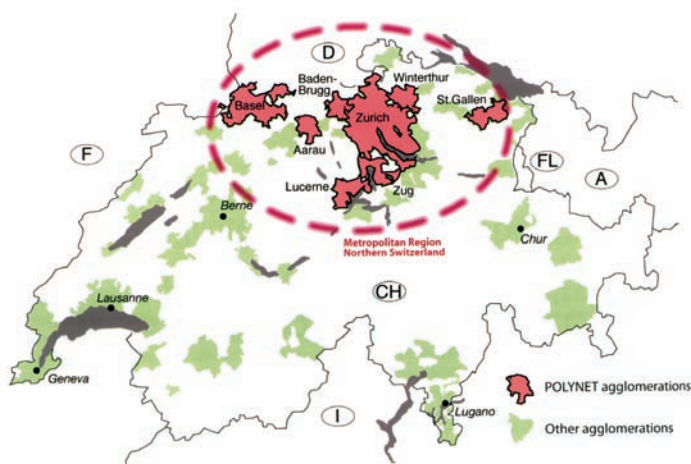 D
Baden-
Brugg
Winterthur
Basel
St.Gallen
Zurich
Aarau
F
FL
A
Lucerne
Zug
Berne
Metropolitan Region
Northern Switzerland
Chur
CH
Lausanne
Geneva
POLYNET agglomerations
I
Lugano
Other agglomerations